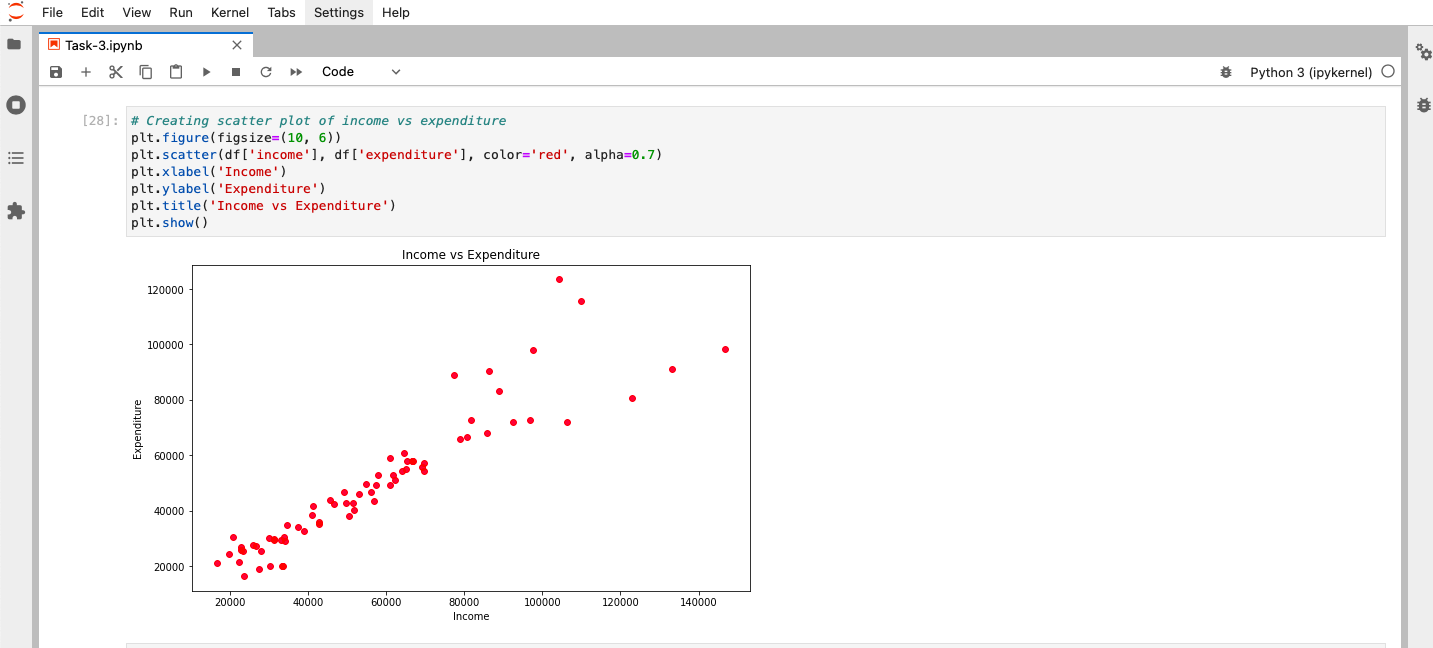 File Edit View Run Kernel Tabs Settings Help
Task-3.ipynb
Code
Python 3 (ipykernel)
[28]:
# Creating scatter plot of income vs expenditure
plt.figure(figsize=(10, 6))
plt.scatter(df['income'], df['expenditure'], color='red', alpha=0.7)
plt.xlabel('Income')
plt.ylabel('Expenditure')
plt.title('Income vs Expenditure')
plt.show()
Income vs Expenditure
120000
100000
80000
60000
40000
20000
Expenditure
20000 40000 60000 80000 100000 120000 140000
Income